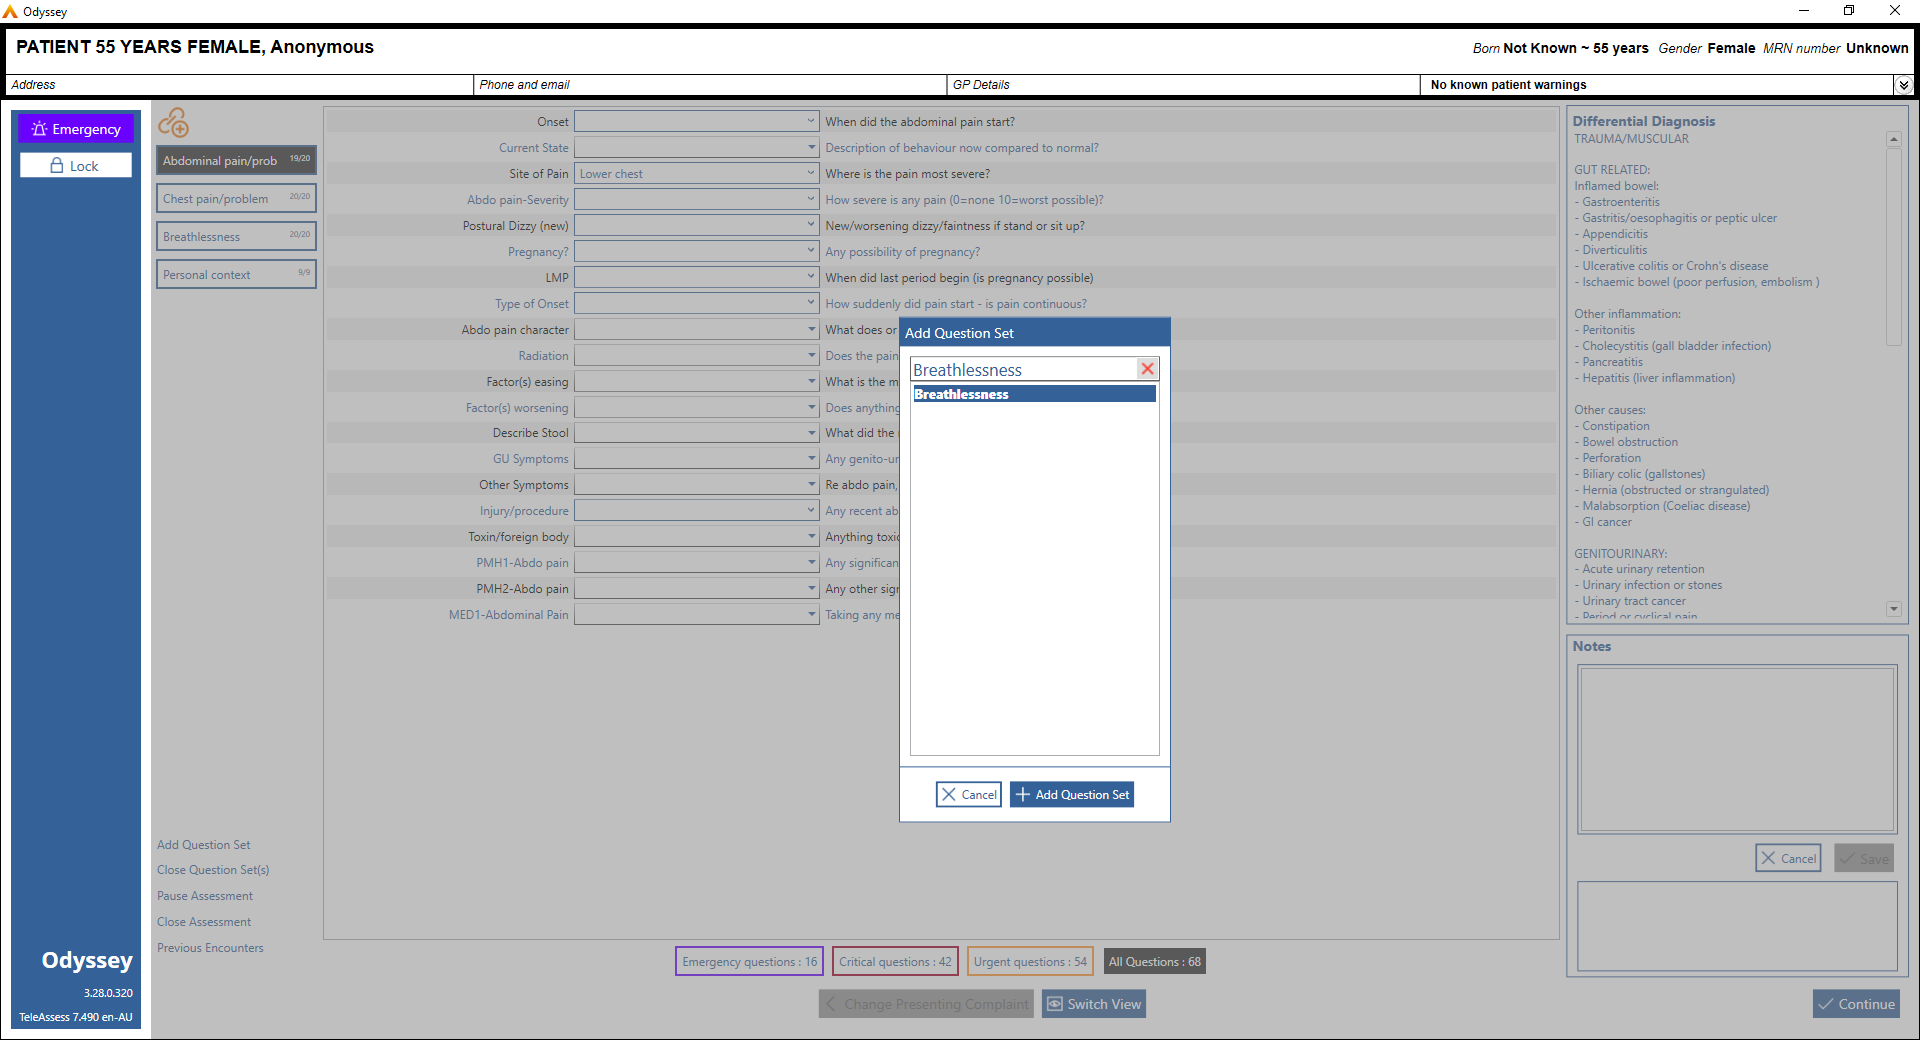 Odyssey
PATIENT 55 YEARS FEMALE, Anonymous
Born Not Known ~ 55 years Gender Female MRN number Unknown
Address
Phone and email
GP Details
No known patient warnings
Emergency
Lock
Abdominal pain/prob 19/20
Chest pain/problem 20/20
Breathlessness 20/20
Personal context 9/9
Onset When did the abdominal pain start?
Current State Description of behaviour now compared to normal?
Site of Pain Lower chest Where is the pain most severe?
Abdo pain-Severity How severe is any pain (0=none 10=worst possible)?
Postural Dizzy (new) New/worsening dizzy/faintness if stand or sit up?
Pregnancy? Any possibility of pregnancy?
LMP When did last period begin (is pregnancy possible)
Type of Onset How suddenly did pain start - is pain continuous?
Abdo pain character What does or
Radiation Does the pain
Factor(s) easing What is the m
Factor(s) worsening Does anything
Describe Stool What did the
GU Symptoms Any genito-ur
Other Symptoms Re abdo pain,
Injury/procedure Any recent ab
Toxin/foreign body Anything toxi
PMH1-Abdo pain Any significan
PMH2-Abdo pain Any other sig
MED1-Abdominal Pain Taking any me
Add Question Set
Breathlessness
Breathlessness
Cancel
Add Question Set
Differential Diagnosis
TRAUMA/MUSCULAR
GUT RELATED:
Inflamed bowel:
- Gastroenteritis
- Gastritis/oesophagitis or peptic ulcer
- Appendicitis
- Diverticulitis
- Ulcerative colitis or Crohn's disease
- Ischaemic bowel (poor perfusion, embolism )
Other inflammation:
- Peritonitis
- Cholecystitis (gall bladder infection)
- Pancreatitis
- Hepatitis (liver inflammation)
Other causes:
- Constipation
- Bowel obstruction
- Perforation
- Biliary colic (gallstones)
- Hernia (obstructed or strangulated)
- Malabsorption (Coeliac disease)
- GI cancer
GENITOURINARY:
- Acute urinary retention
- Urinary infection or stones
- Urinary tract cancer
- Period or cyclical pain
Notes
Cancel
Save
Add Question Set
Close Question Set(s)
Pause Assessment
Close Assessment
Previous Encounters
Odyssey
3.28.0.320
TeleAssess 7.490 en-AU
Emergency questions : 16
Critical questions : 42
Urgent questions : 54
All Questions : 68
Change Presenting Complaint
Switch View
Continue